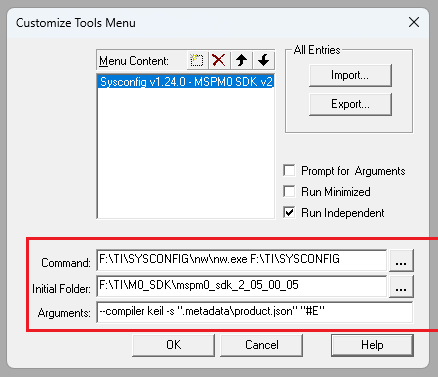 Customize Tools Menu
Menu Content:
Sysconfig v1.24.0 - MSPM0 SDK v2
All Entries
Import...
Export...
Prompt for Arguments
Run Minimized
Run Independent
Command: F:\TI\SYSCONFIG\nw\nw.exe F:\TI\SYSCONFIG ...
Initial Folder: F:\TI\M0_SDK\mspm0_sdk_2_05_00_05 ...
Arguments: --compiler keil -s ".metadata\product.json" "#E"
OK Cancel Help